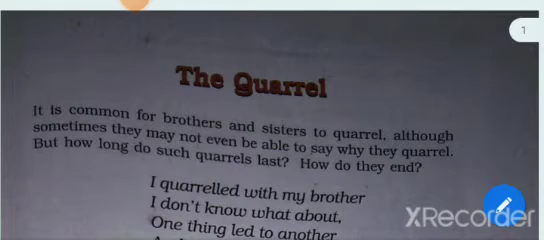 1
The Quarrel
It is common for brothers and sisters to quarrel, although
sometimes they may not even be able to say why they quarrel.
But how long do such quarrels last? How do they end?
I quarrelled with my brother
I don't know what about,
One thing led to another
XRecorder